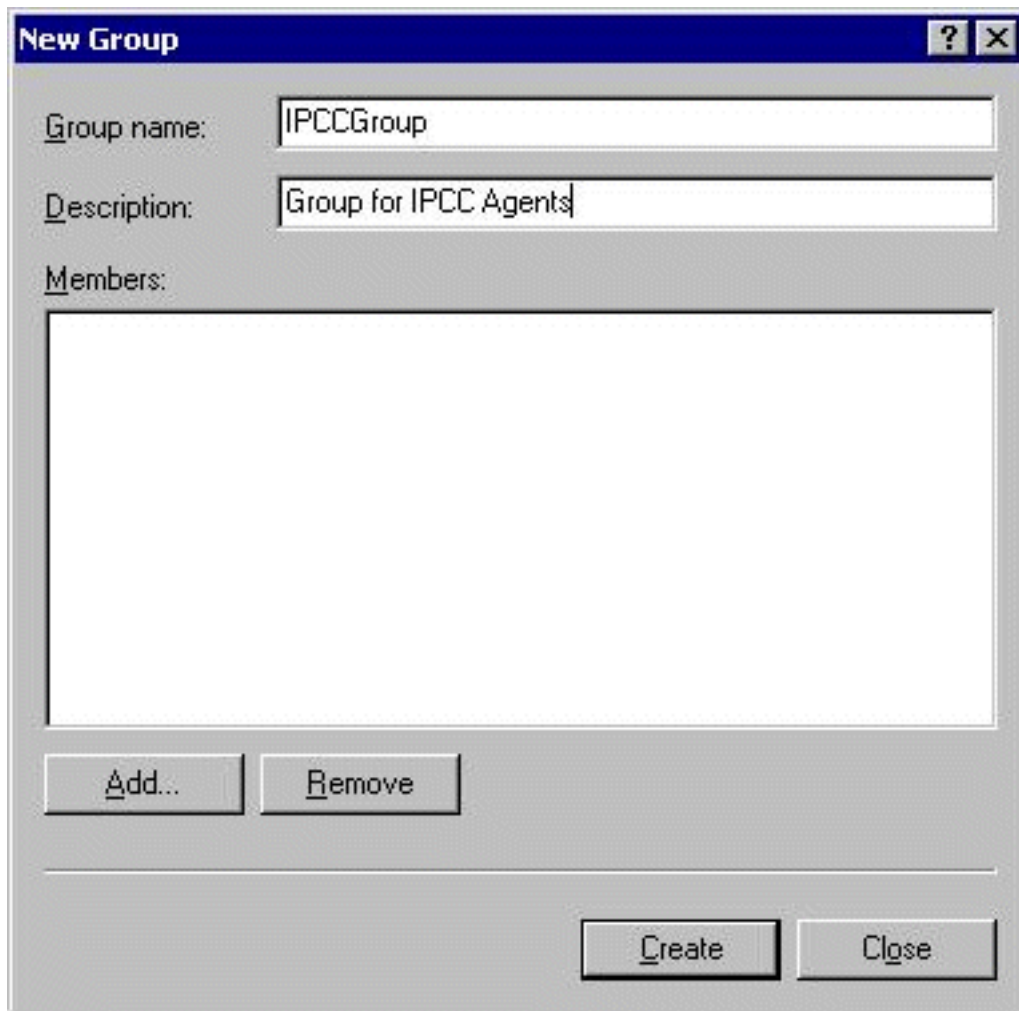 New Group
Group name: IPCCGroup
Description: Group for IPCC Agents
Members:
Add... Remove
Create Close